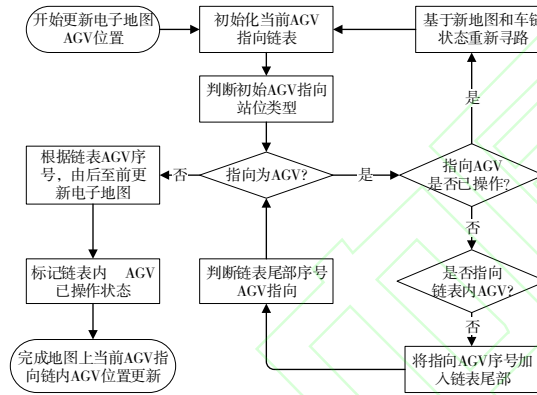 开始更新电子地图
AGV位置
初始化当前AGV
指向链表
基于新地图和车链
状态重新寻路
判断初始AGV指向
站位类型
是
根据链表AGV序
号，由后至前更
新电子地图
否
指向为AGV?
是
指向AGV
是否已操作?
否
标记链表内 AGV
已操作状态
判断链表尾部序号
AGV指向
是否指向
链表内AGV?
否
完成地图上当前AGV指
向链内AGV位置更新
将指向AGV序号加
入链表尾部